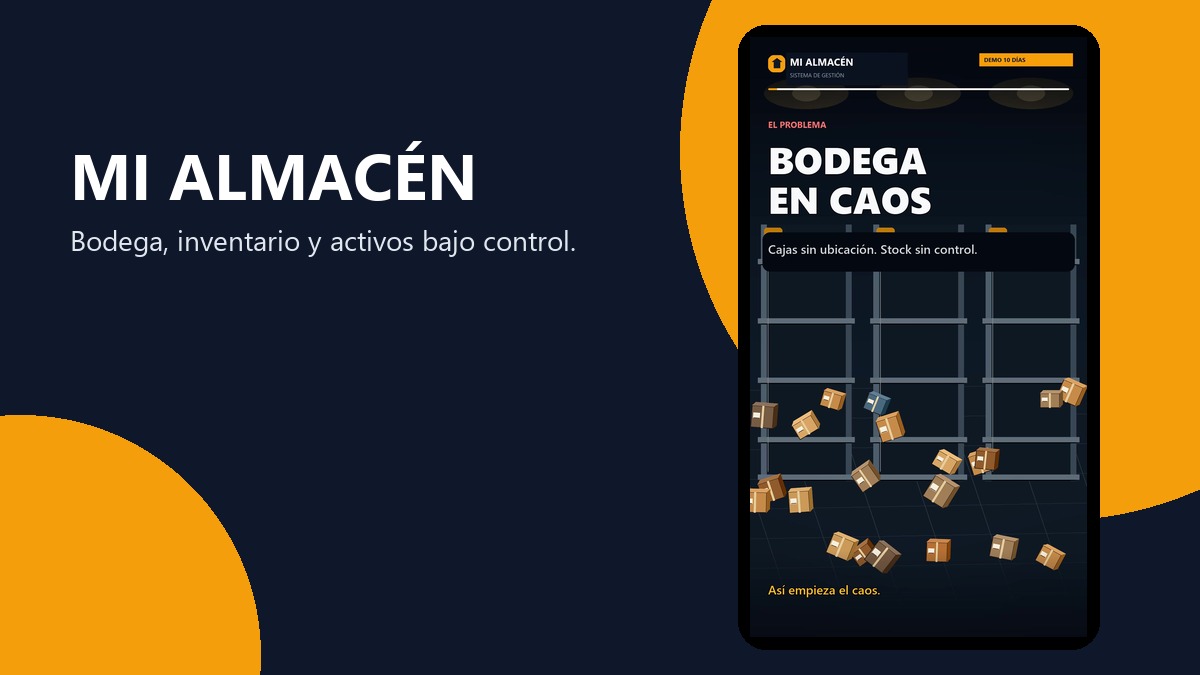 MI ALMACÉN
Bodega, inventario y activos bajo control.
MI ALMACÉN
SISTEMA DE GESTIÓN
DEMO 10 DÍAS
EL PROBLEMA
BODEGA
EN CAOS
Cajas sin ubicación. Stock sin control.
Así empieza el caos.